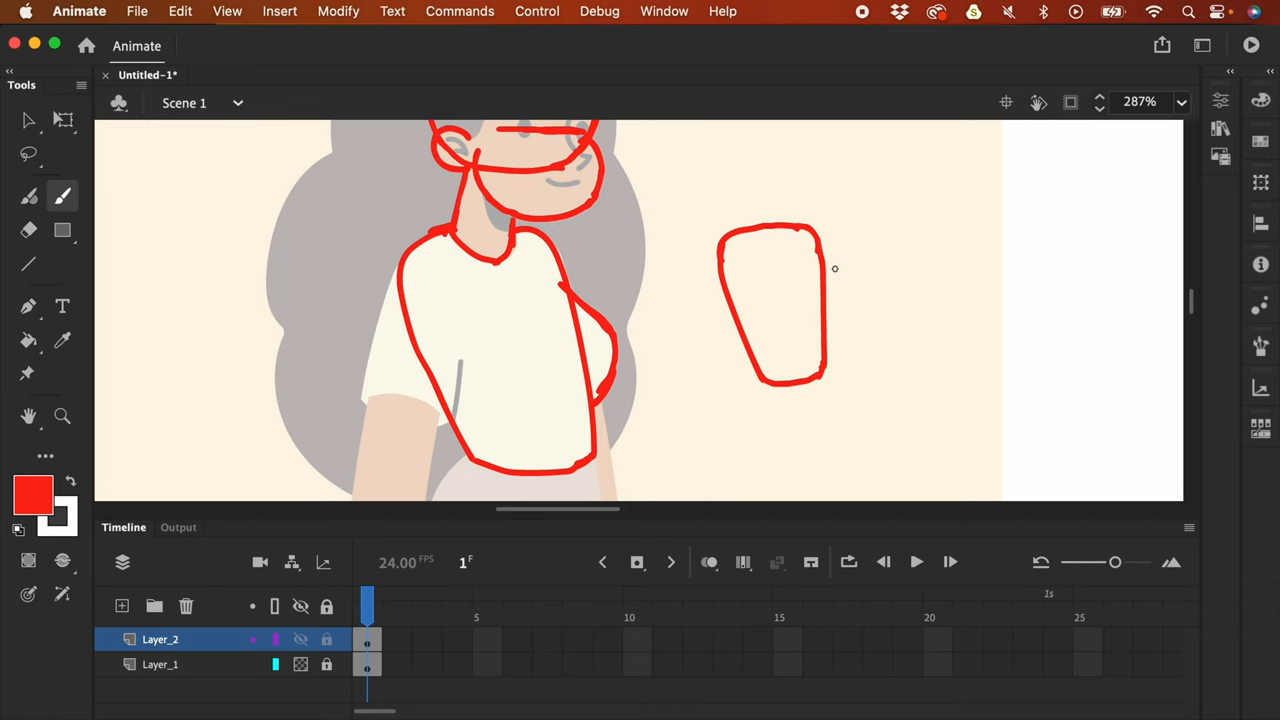 Animate File Edit View Insert Modify Text Commands Control Debug Window Help
Animate
Tools
Untitled-1*
Scene 1
287%
T
Timeline Output
24.00 FPS 1 F
1s
5 10 15 20 25
Layer_2
Layer_1